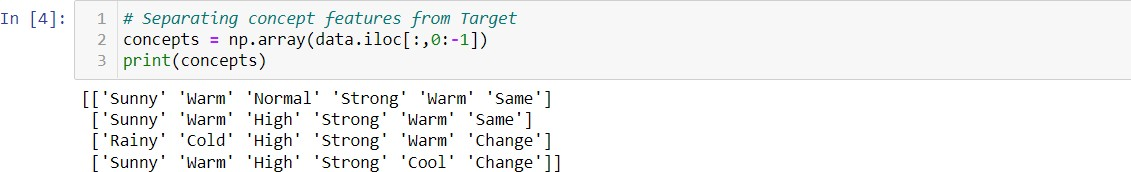 In [4]:
1 # Separating concept features from Target
2 concepts = np.array(data.iloc[:,0:-1])
3 print(concepts)
[['Sunny' 'Warm' 'Normal' 'Strong' 'Warm' 'Same']
['Sunny' 'Warm' 'High' 'Strong' 'Warm' 'Same']
['Rainy' 'Cold' 'High' 'Strong' 'Warm' 'Change']
['Sunny' 'Warm' 'High' 'Strong' 'Cool' 'Change']]